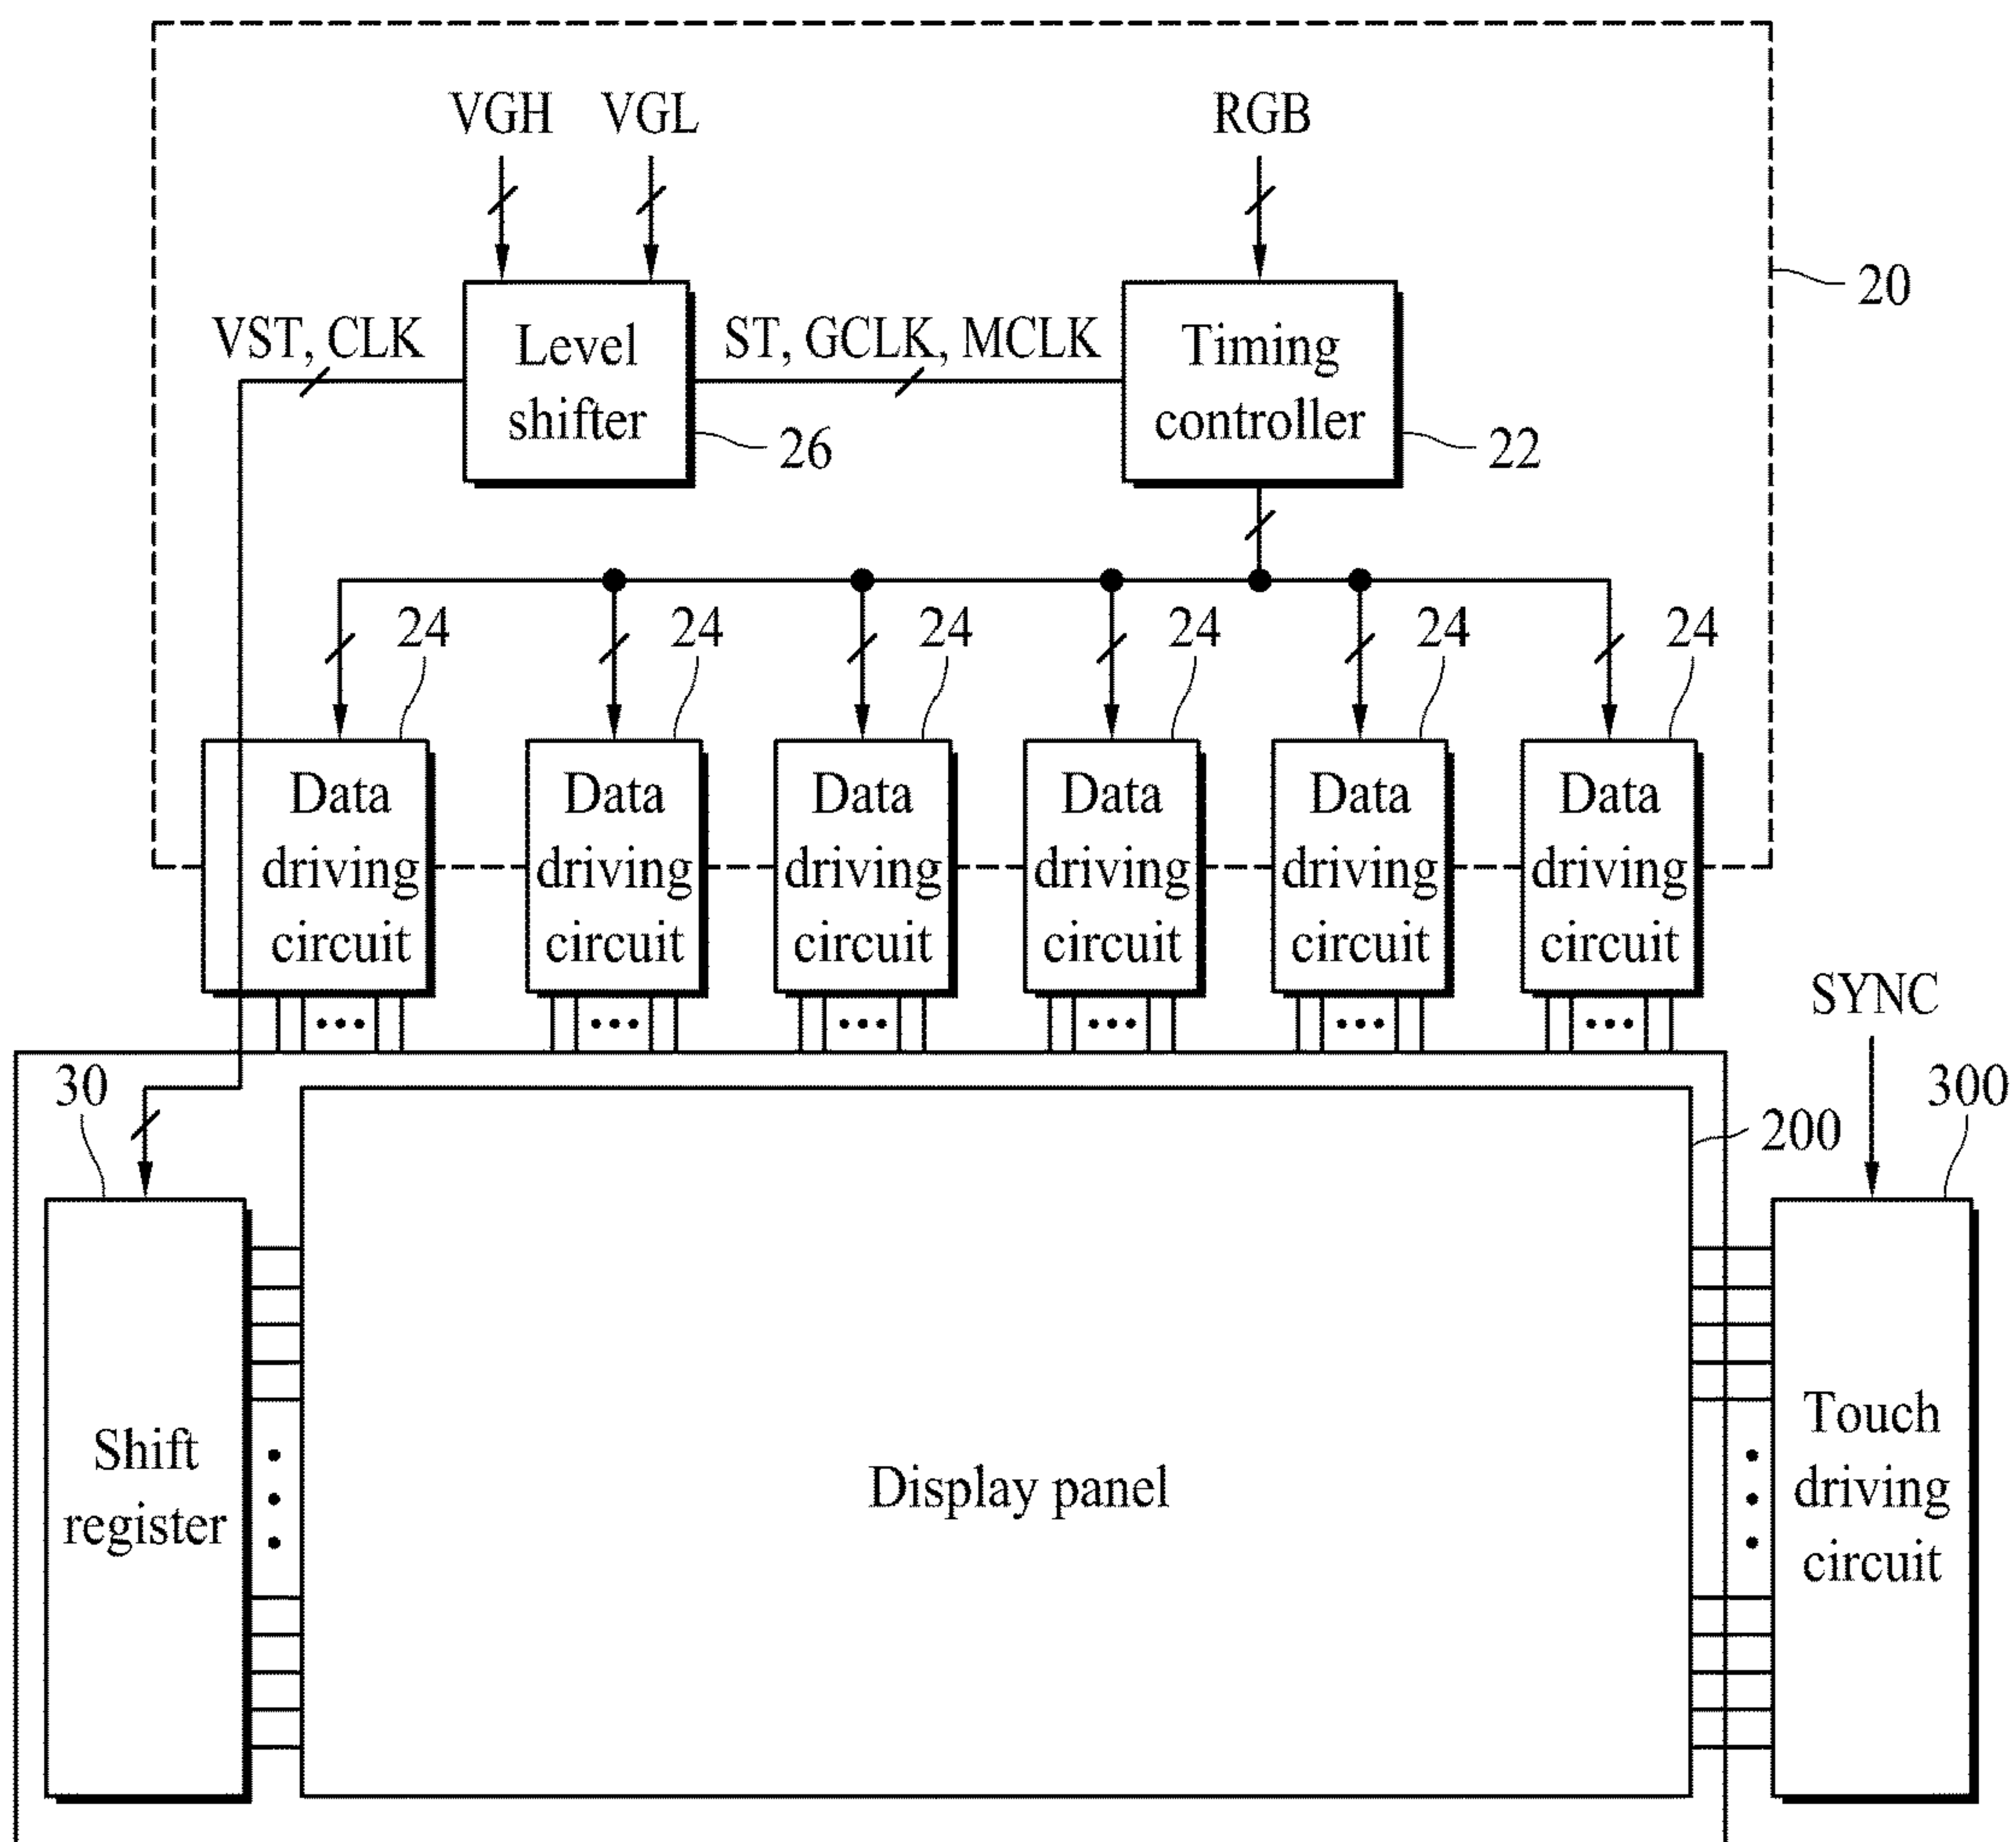 VGH VGL RGB
20
VST, CLK
Level
shifter
26
ST, GCLK, MCLK
Timing
controller
22
24 24 24 24 24 24
Data
driving
circuit
Data
driving
circuit
Data
driving
circuit
Data
driving
circuit
Data
driving
circuit
Data
driving
circuit
SYNC
30
200
300
Shift
register
Display panel
Touch
driving
circuit